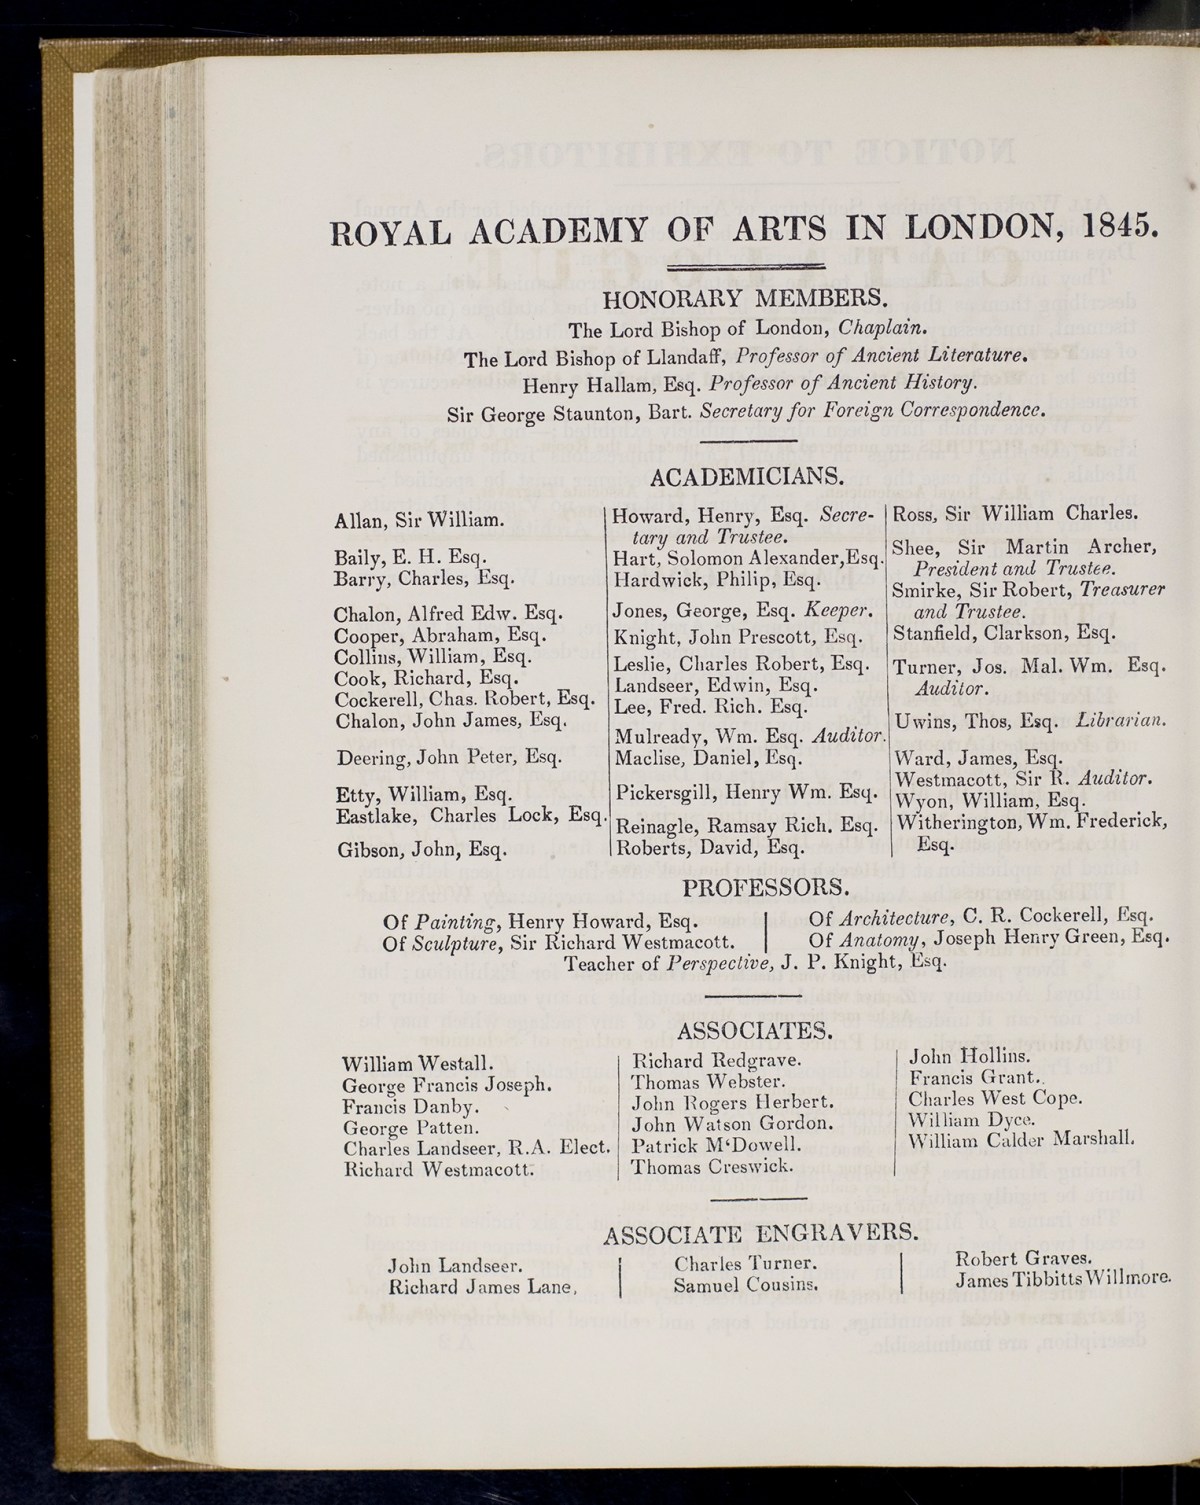 ROYAL ACADEMY OF ARTS IN LONDON, 1845.
HONORARY MEMBERS.
The Lord Bishop of London, Chaplain.
The Lord Bishop of Llandaff, Professor of Ancient Literature.
Henry Hallam, Esq. Professor of Ancient History.
Sir George Staunton, Bart. Secretary for Foreign Correspondence.
ACADEMICIANS.
Allan, Sir William.
Baily, E. H. Esq.
Barry, Charles, Esq.
Chalon, Alfred Edw. Esq.
Cooper, Abraham, Esq.
Collins, William, Esq.
Cook, Richard, Esq.
Cockerell, Chas. Robert, Esq.
Chalon, John James, Esq.
Deering, John Peter, Esq.
Etty, William, Esq.
Eastlake, Charles Lock, Esq.
Gibson, John, Esq.
Howard, Henry, Esq. Secre-
tary and Trustee.
Hart, Solomon Alexander, Esq.
Hardwick, Philip, Esq.
Jones, George, Esq. Keeper.
Knight, John Prescott, Esq.
Leslie, Charles Robert, Esq.
Landseer, Edwin, Esq.
Lee, Fred. Rich. Esq.
Mulready, Wm. Esq. Auditor.
Maclise, Daniel, Esq.
Pickersgill, Henry Wm. Esq.
Reinagle, Ramsay Rich. Esq.
Roberts, David, Esq.
Ross, Sir William Charles.
Shee, Sir Martin Archer,
President and Trustee.
Smirke, Sir Robert, Treasurer
and Trustee.
Stanfield, Clarkson, Esq.
Turner, Jos. Mal. Wm. Esq.
Auditor.
Uwins, Thos, Esq. Librarian.
Ward, James, Esq.
Westmacott, Sir R. Auditor.
Wyon, William, Esq.
Witherington, Wm. Frederick,
Esq.
PROFESSORS.
Of Painting, Henry Howard, Esq.
Of Sculpture, Sir Richard Westmacott.
Of Architecture, C. R. Cockerell, Esq.
Of Anatomy, Joseph Henry Green, Esq.
Teacher of Perspective, J. P. Knight, Esq.
ASSOCIATES.
William Westall.
George Francis Joseph.
Francis Danby.
George Patten.
Charles Landseer, R.A. Elect.
Richard Westmacott.
Richard Redgrave.
Thomas Webster.
John Rogers Herbert.
John Watson Gordon.
Patrick M‘Dowell.
Thomas Creswick.
John Hollins.
Francis Grant.
Charles West Cope.
William Dyce.
William Calder Marshall.
ASSOCIATE ENGRAVERS.
John Landseer.
Richard James Lane.
Charles Turner.
Samuel Cousins.
Robert Graves.
James Tibbitts Willmore.